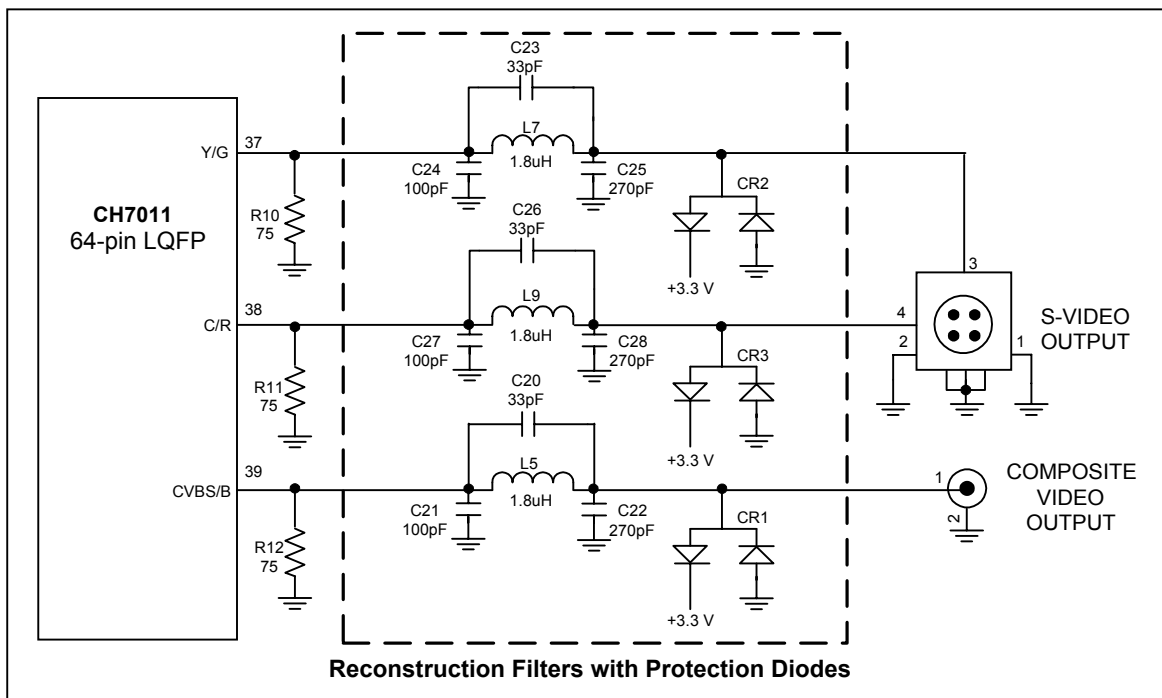 C23
33pF
Y/G
37
L7
1.8uH
C24
100pF
C25
270pF
CR2
CH7011
64-pin LQFP
R10
75
C26
33pF
+3.3 V
3
C/R
38
L9
1.8uH
4
2
1
S-VIDEO
OUTPUT
C27
100pF
C28
270pF
CR3
R11
75
C20
33pF
+3.3 V
CVBS/B
39
L5
1.8uH
1
2
COMPOSITE
VIDEO
OUTPUT
C21
100pF
C22
270pF
CR1
R12
75
+3.3 V
Reconstruction Filters with Protection Diodes